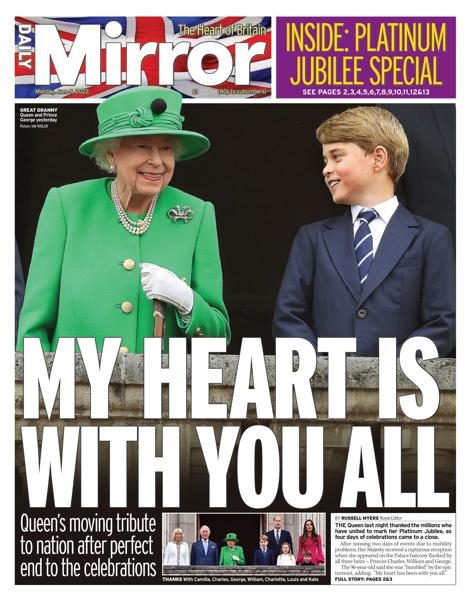 DAILY
Mirror
The Heart of Britain
Monday, June 6, 2022
(80p to subscribers)
INSIDE: PLATINUM
JUBILEE SPECIAL
SEE PAGES 2,3,4,5,6,7,8,9,10,11,12&13
GREAT GRANNY
Queen and Prince
George yesterday
MY HEART IS
WITH YOU ALL
Queen's moving tribute
to nation after perfect
end to the celebrations
THANKS With Camilla, Charles, George, William, Charlotte, Louis and Kate
BY RUSSELL MYERS Royal Editor
THE Queen last night thanked the millions who
have united to mark her Platinum Jubilee, as
four days of celebrations came to a close.
After missing two days of events due to mobility
problems, Her Majesty received a rapturous reception
when she appeared on the Palace balcony flanked by
all three heirs – Princes Charles, William and George.
The 96-year-old said she was "humbled" by the epic
turnout, adding: "My heart has been with you all."
FULL STORY: PAGES 2&3